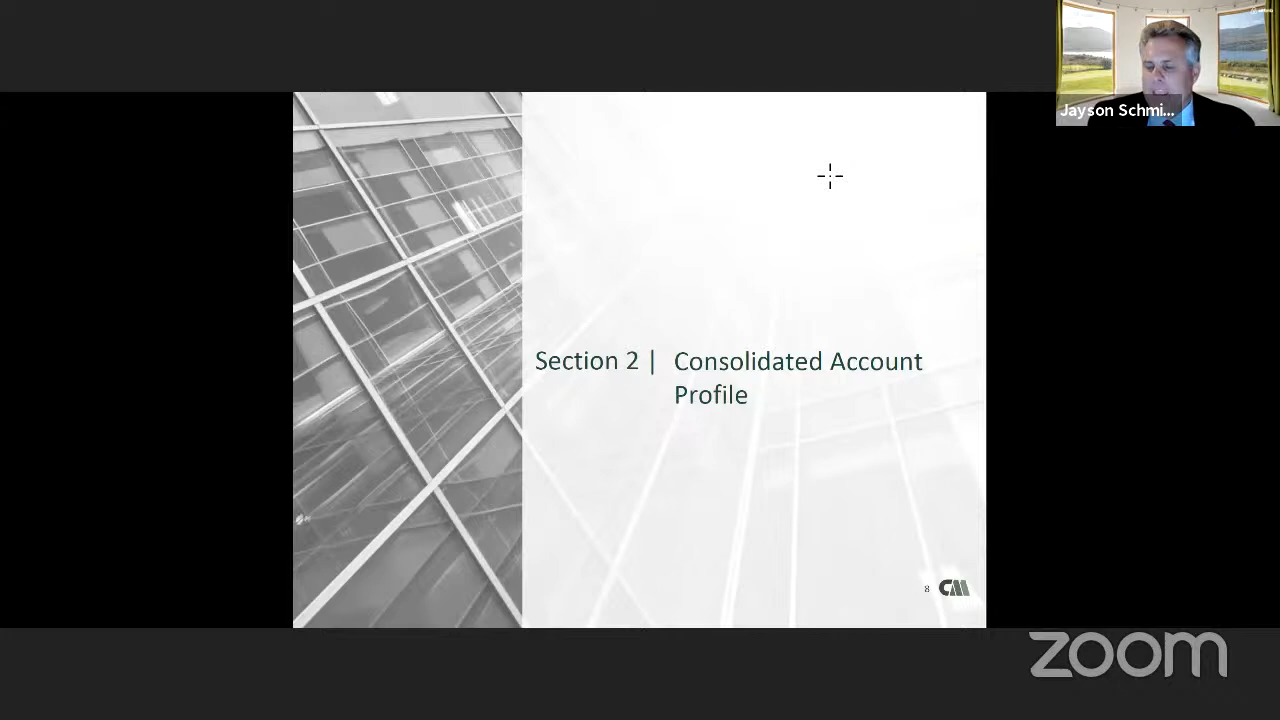 Jayson Schmi...
Section 2 | Consolidated Account
Profile
8 CM
zoom